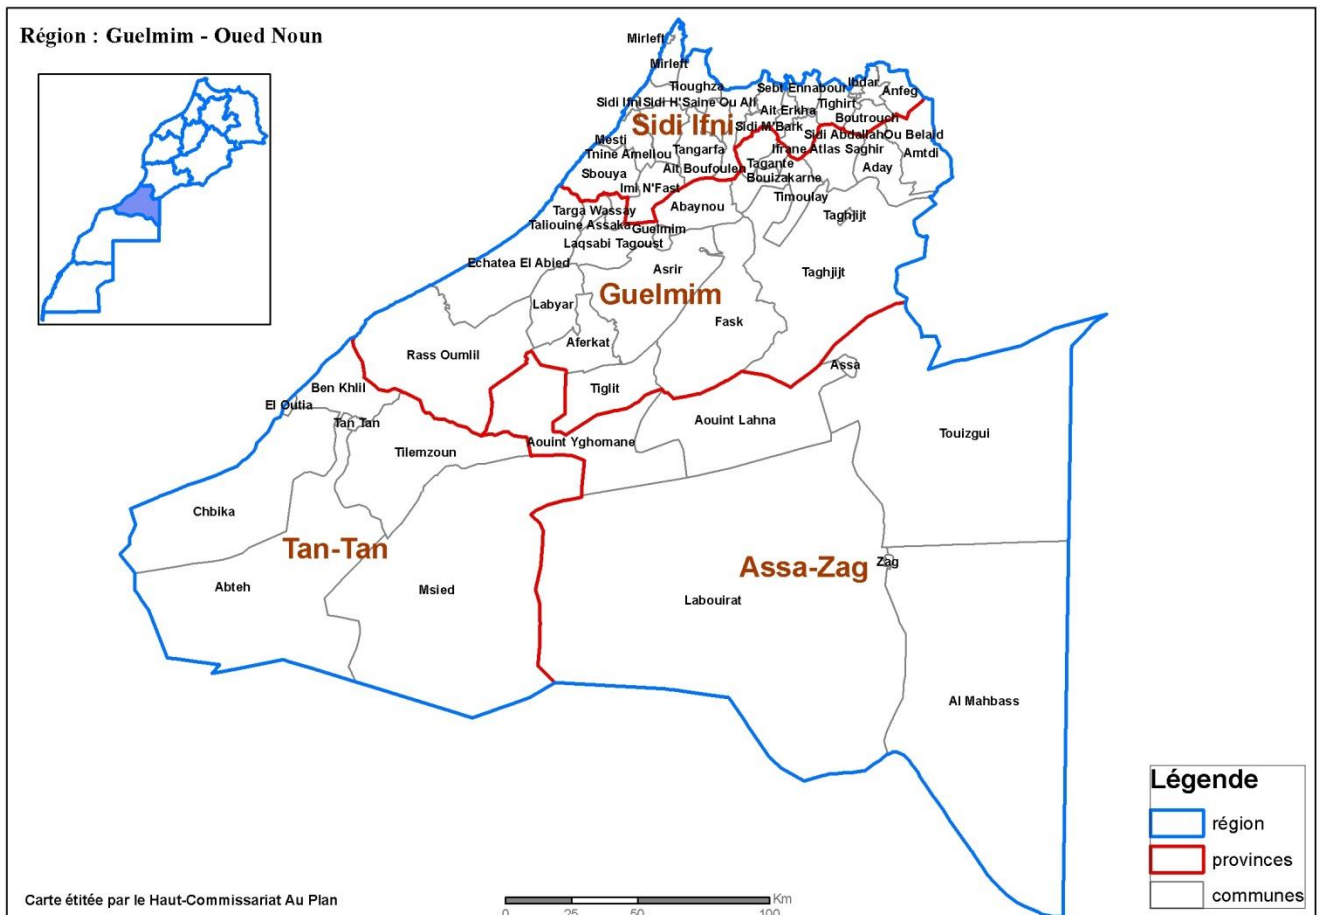 Région : Guelmim - Oued Noun
Mirleft
Mirleft
Tioughza
Sebt Ennabour
Ibdar
Anfeg
Sidi Ifni
Sidi H'Saine Ou Ali
Ait Erkha
Tighirt
Boutrouch
Sidi Ifni
Sidi M'Bark
Sidi Abdallah Ou Belaid
Mesti
Tnine Amellou
Tangarfa
Ifrane Atlas Saghir
Amtdi
Sbouya
Ait Boufoulen
Tagante
Aday
Bouizakarne
Imi N'Fast
Timoulay
Targa Wassay
Abaynou
Taghjijt
Taliouine Assaka
Guelmim
Laqsabi Tagoust
Echatea El Abied
Asrir
Taghjijt
Guelmim
Labyar
Fask
Aferkat
Rass Oumlil
Assa
Ben Khlil
Tiglit
El Outia
Tan Tan
Aouint Lahna
Touizgui
Aouint Yghomane
Tilemzoun
Chbika
Tan-Tan
Zag
Assa-Zag
Abteh
Msied
Labouirat
Al Mahbass
Légende
région
provinces
communes
Carte étitée par le Haut-Commissariat Au Plan
Km
0 25 50 100